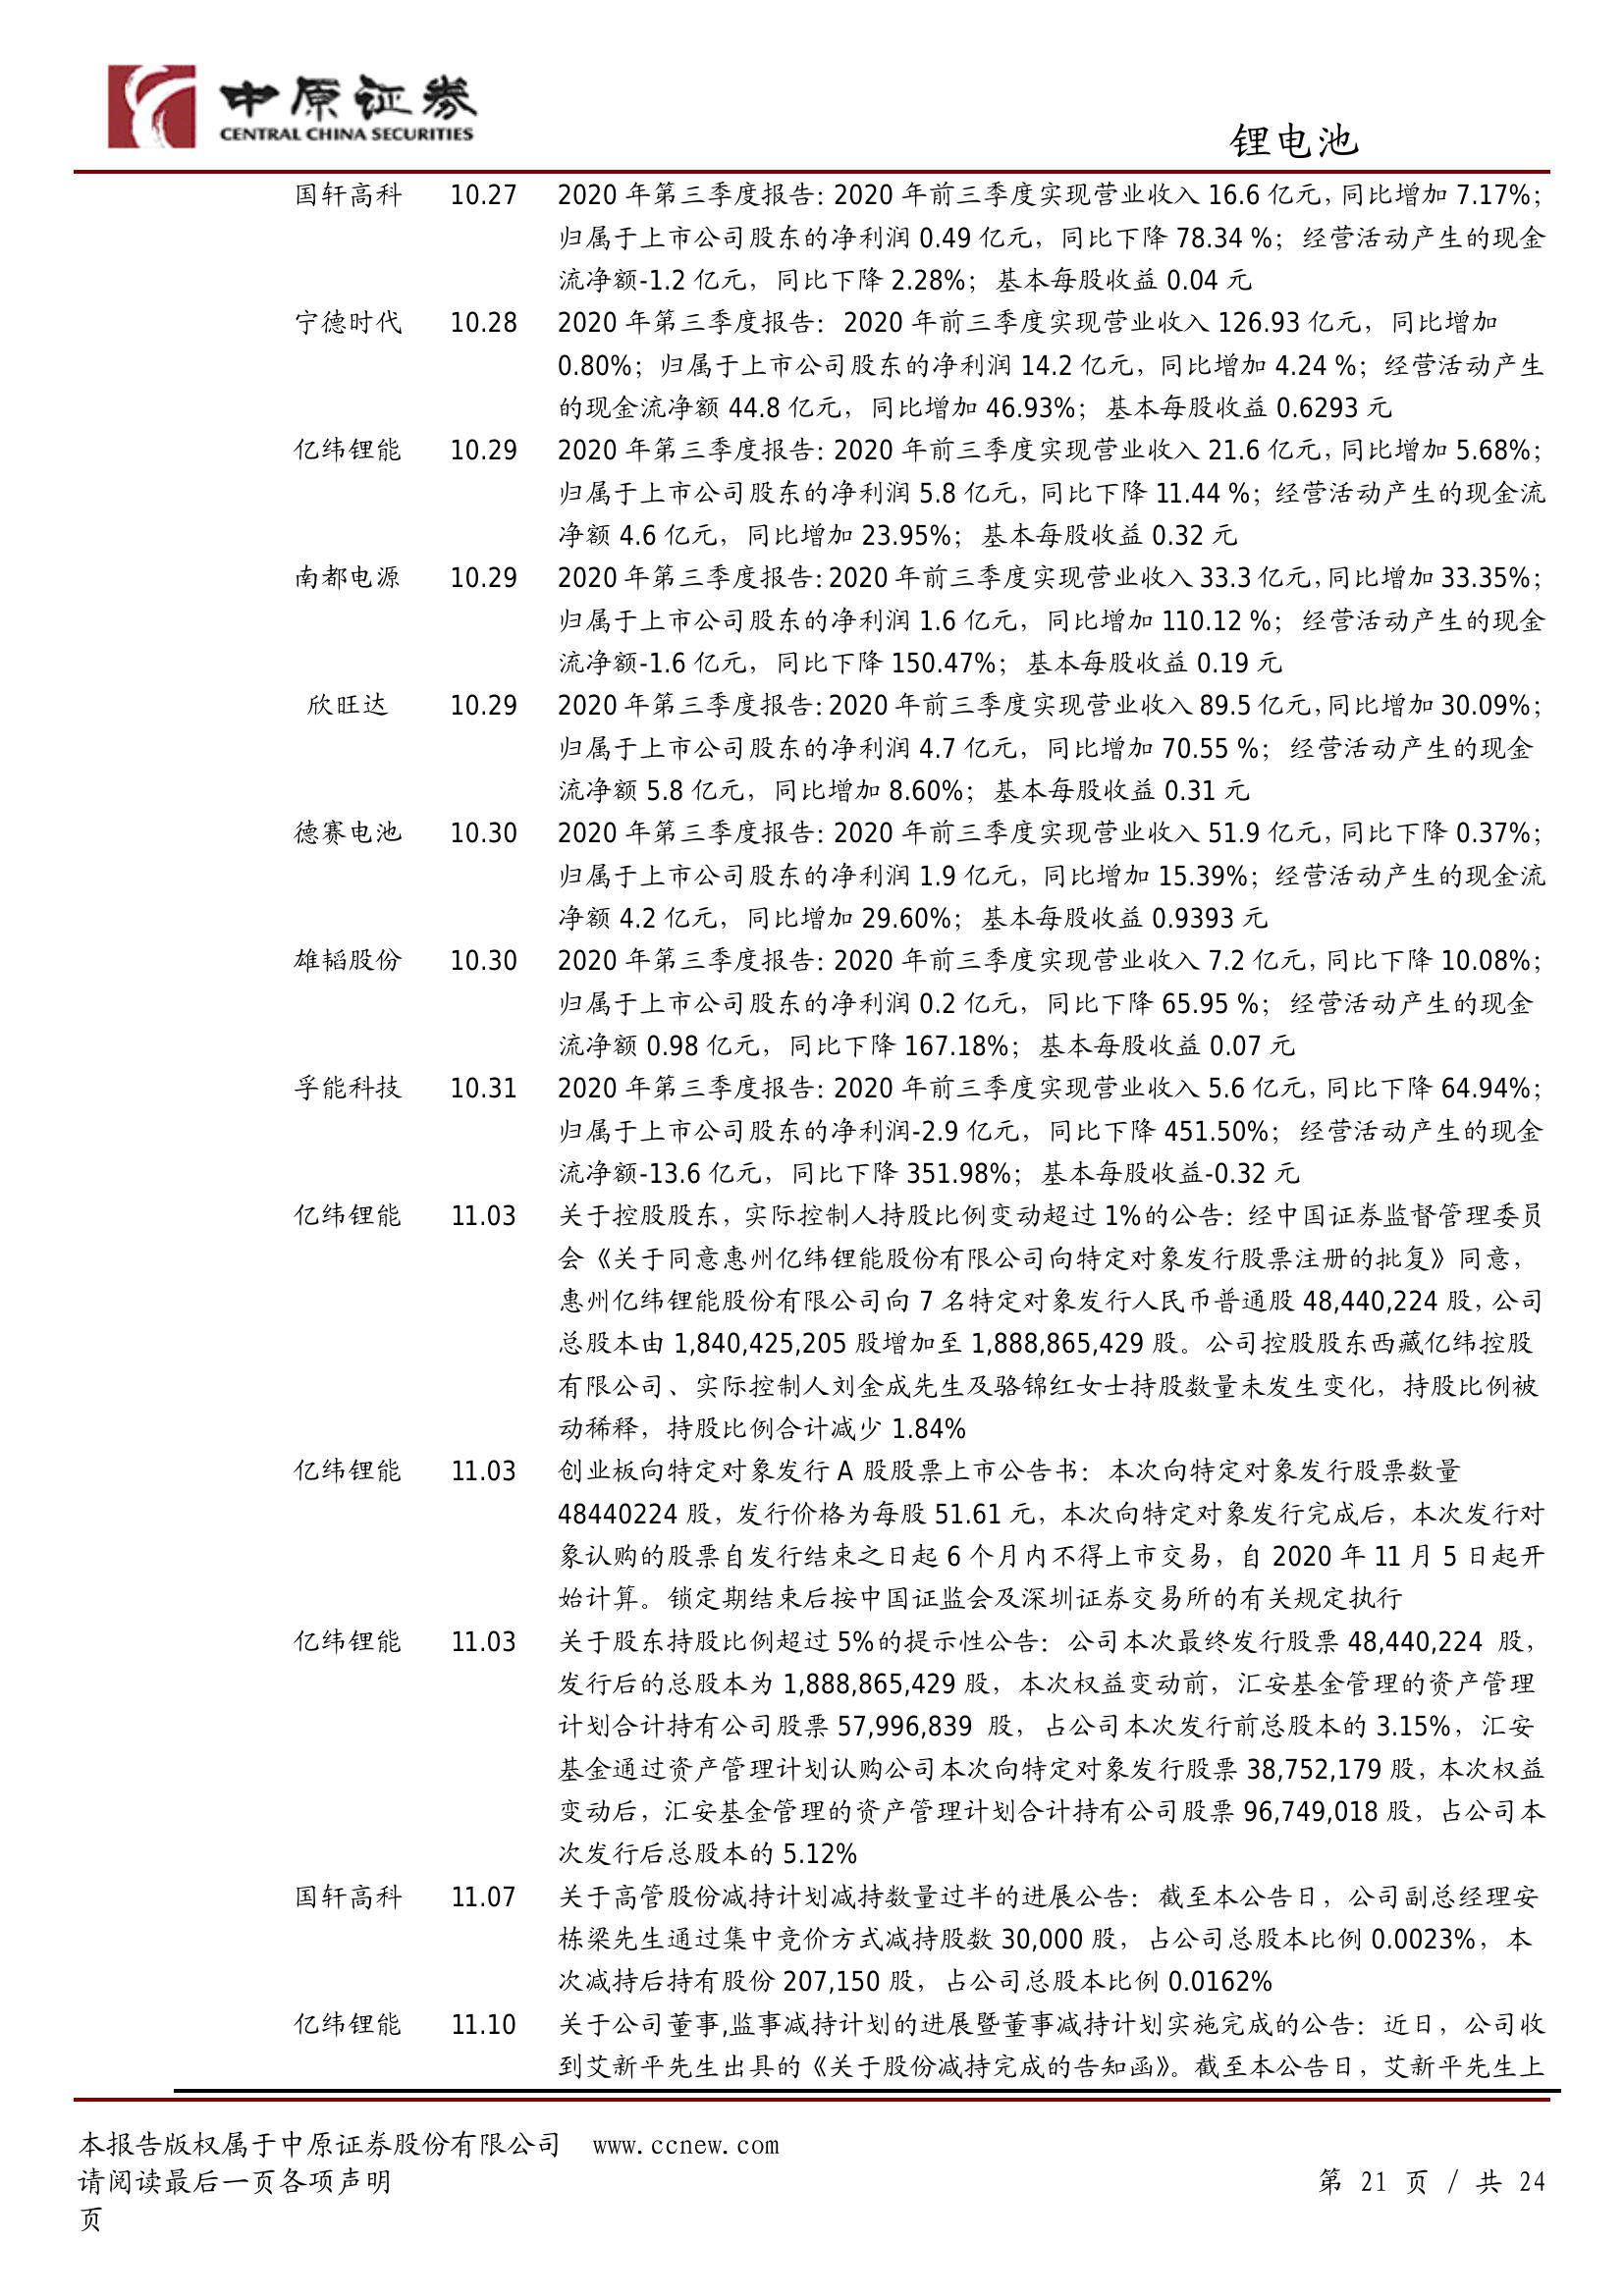 中原证券
CENTRAL CHINA SECURITIES
锂电池
国轩高科 10.27 2020 年第三季度报告：2020 年前三季度实现营业收入 16.6 亿元，同比增加 7.17%；
归属于上市公司股东的净利润 0.49 亿元，同比下降 78.34 %；经营活动产生的现金
流净额-1.2 亿元，同比下降 2.28%；基本每股收益 0.04 元
宁德时代 10.28 2020 年第三季度报告： 2020 年前三季度实现营业收入 126.93 亿元，同比增加
0.80%；归属于上市公司股东的净利润 14.2 亿元，同比增加 4.24 %；经营活动产生
的现金流净额 44.8 亿元，同比增加 46.93%；基本每股收益 0.6293 元
亿纬锂能 10.29 2020 年第三季度报告：2020 年前三季度实现营业收入 21.6 亿元，同比增加 5.68%；
归属于上市公司股东的净利润 5.8 亿元，同比下降 11.44 %；经营活动产生的现金流
净额 4.6 亿元，同比增加 23.95%；基本每股收益 0.32 元
南都电源 10.29 2020 年第三季度报告：2020 年前三季度实现营业收入 33.3 亿元，同比增加 33.35%；
归属于上市公司股东的净利润 1.6 亿元，同比增加 110.12 %；经营活动产生的现金
流净额-1.6 亿元，同比下降 150.47%；基本每股收益 0.19 元
欣旺达 10.29 2020 年第三季度报告：2020 年前三季度实现营业收入 89.5 亿元，同比增加 30.09%；
归属于上市公司股东的净利润 4.7 亿元，同比增加 70.55 %；经营活动产生的现金
流净额 5.8 亿元，同比增加 8.60%；基本每股收益 0.31 元
德赛电池 10.30 2020 年第三季度报告：2020 年前三季度实现营业收入 51.9 亿元，同比下降 0.37%；
归属于上市公司股东的净利润 1.9 亿元，同比增加 15.39%；经营活动产生的现金流
净额 4.2 亿元，同比增加 29.60%；基本每股收益 0.9393 元
雄韬股份 10.30 2020 年第三季度报告：2020 年前三季度实现营业收入 7.2 亿元，同比下降 10.08%；
归属于上市公司股东的净利润 0.2 亿元，同比下降 65.95 %；经营活动产生的现金
流净额 0.98 亿元，同比下降 167.18%；基本每股收益 0.07 元
孚能科技 10.31 2020 年第三季度报告：2020 年前三季度实现营业收入 5.6 亿元，同比下降 64.94%；
归属于上市公司股东的净利润-2.9 亿元，同比下降 451.50%；经营活动产生的现金
流净额-13.6 亿元，同比下降 351.98%；基本每股收益-0.32 元
亿纬锂能 11.03 关于控股股东，实际控制人持股比例变动超过 1%的公告：经中国证券监督管理委员
会《关于同意惠州亿纬锂能股份有限公司向特定对象发行股票注册的批复》同意，
惠州亿纬锂能股份有限公司向 7 名特定对象发行人民币普通股 48,440,224 股，公司
总股本由 1,840,425,205 股增加至 1,888,865,429 股。公司控股股东西藏亿纬控股
有限公司、实际控制人刘金成先生及骆锦红女士持股数量未发生变化，持股比例被
动稀释，持股比例合计减少 1.84%
亿纬锂能 11.03 创业板向特定对象发行 A 股股票上市公告书：本次向特定对象发行股票数量
48440224 股，发行价格为每股 51.61 元，本次向特定对象发行完成后，本次发行对
象认购的股票自发行结束之日起 6 个月内不得上市交易，自 2020 年 11 月 5 日起开
始计算。锁定期结束后按中国证监会及深圳证券交易所的有关规定执行
亿纬锂能 11.03 关于股东持股比例超过 5%的提示性公告：公司本次最终发行股票 48,440,224 股，
发行后的总股本为 1,888,865,429 股，本次权益变动前，汇安基金管理的资产管理
计划合计持有公司股票 57,996,839 股，占公司本次发行前总股本的 3.15%，汇安
基金通过资产管理计划认购公司本次向特定对象发行股票 38,752,179 股，本次权益
变动后，汇安基金管理的资产管理计划合计持有公司股票 96,749,018 股，占公司本
次发行后总股本的 5.12%
国轩高科 11.07 关于高管股份减持计划减持数量过半的进展公告：截至本公告日，公司副总经理安
栋梁先生通过集中竞价方式减持股数 30,000 股，占公司总股本比例 0.0023%，本
次减持后持有股份 207,150 股，占公司总股本比例 0.0162%
亿纬锂能 11.10 关于公司董事,监事减持计划的进展暨董事减持计划实施完成的公告：近日，公司收
到艾新平先生出具的《关于股份减持完成的告知函》。截至本公告日，艾新平先生上
本报告版权属于中原证券股份有限公司 www.ccnew.com
请阅读最后一页各项声明 第 21 页 / 共 24
页